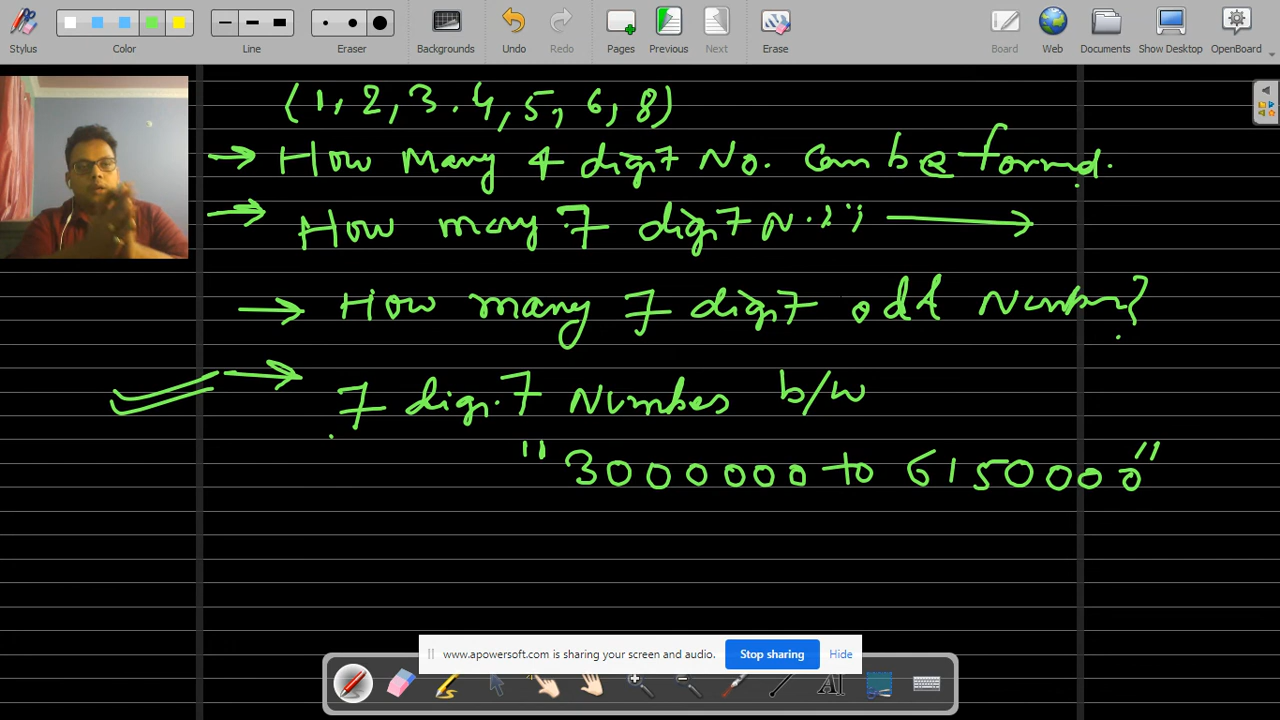 Stylus Color Line Eraser Backgrounds Undo Redo Pages Previous Next Erase Board Web Documents Show Desktop OpenBoard
(1, 2, 3. 4, 5, 6, 8)
→ How Many 4 digit No. Can be formed.
→ How many 7 digit N. ; ; →
→ How many 7 digit odd Number?
→ 7 digit Numbers b/w
"3000000 to 6150000"
www.apowersoft.com is sharing your screen and audio. Stop sharing Hide